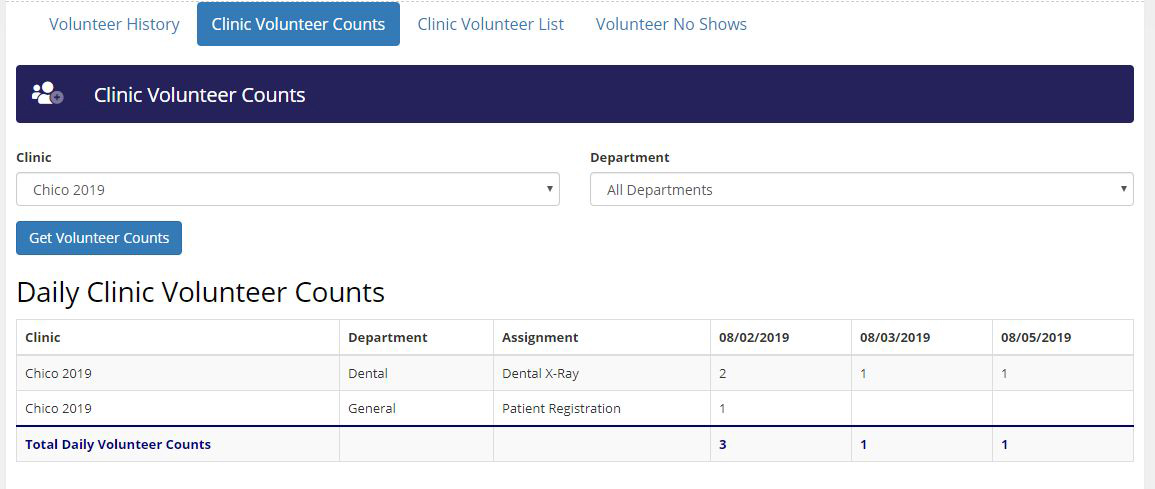 Volunteer History Clinic Volunteer Counts Clinic Volunteer List Volunteer No Shows
Clinic Volunteer Counts
Clinic Department
Chico 2019 All Departments
Get Volunteer Counts
Daily Clinic Volunteer Counts
Clinic Department Assignment 08/02/2019 08/03/2019 08/05/2019
Chico 2019 Dental Dental X-Ray 2 1 1
Chico 2019 General Patient Registration 1
Total Daily Volunteer Counts 3 1 1